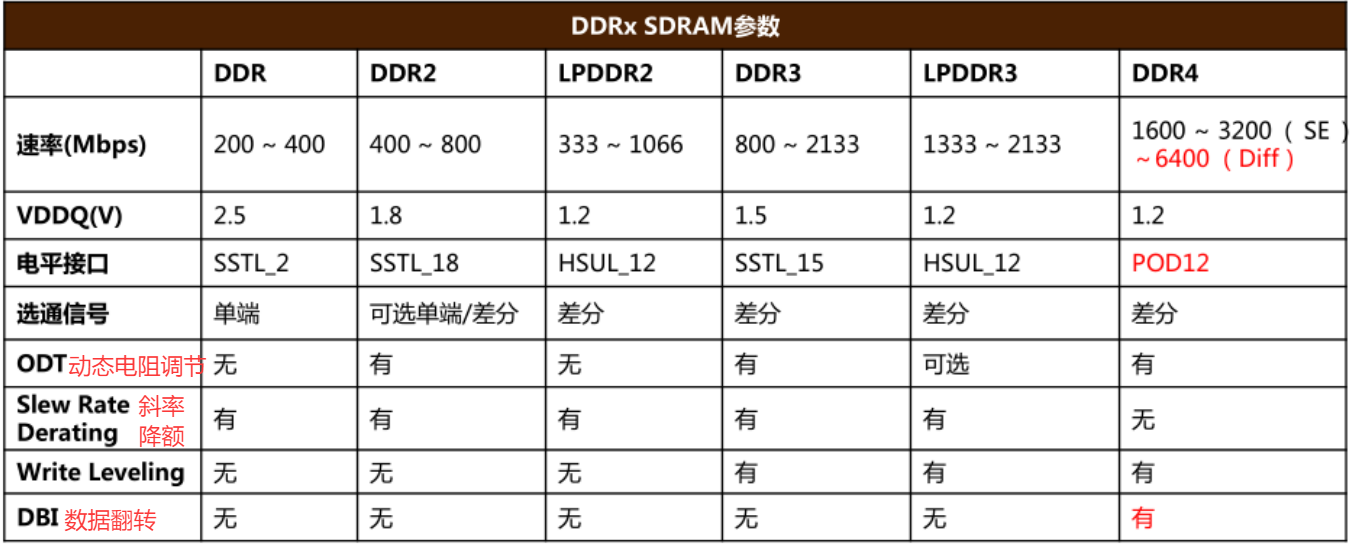 DDRx SDRAM参数
DDR DDR2 LPDDR2 DDR3 LPDDR3 DDR4
速率(Mbps) 200 ~ 400 400 ~ 800 333 ~ 1066 800 ~ 2133 1333 ~ 2133 1600 ~ 3200 ( SE )
~6400 ( Diff )
VDDQ(V) 2.5 1.8 1.2 1.5 1.2 1.2
电平接口 SSTL_2 SSTL_18 HSUL_12 SSTL_15 HSUL_12 POD12
选通信号 单端 可选单端/差分 差分 差分 差分 差分
ODT动态电阻调节 无 有 无 有 可选 有
Slew Rate 斜率
Derating 降额 有 有 有 有 有 无
Write Leveling 无 无 无 有 有 有
DBI 数据翻转 无 无 无 无 无 有